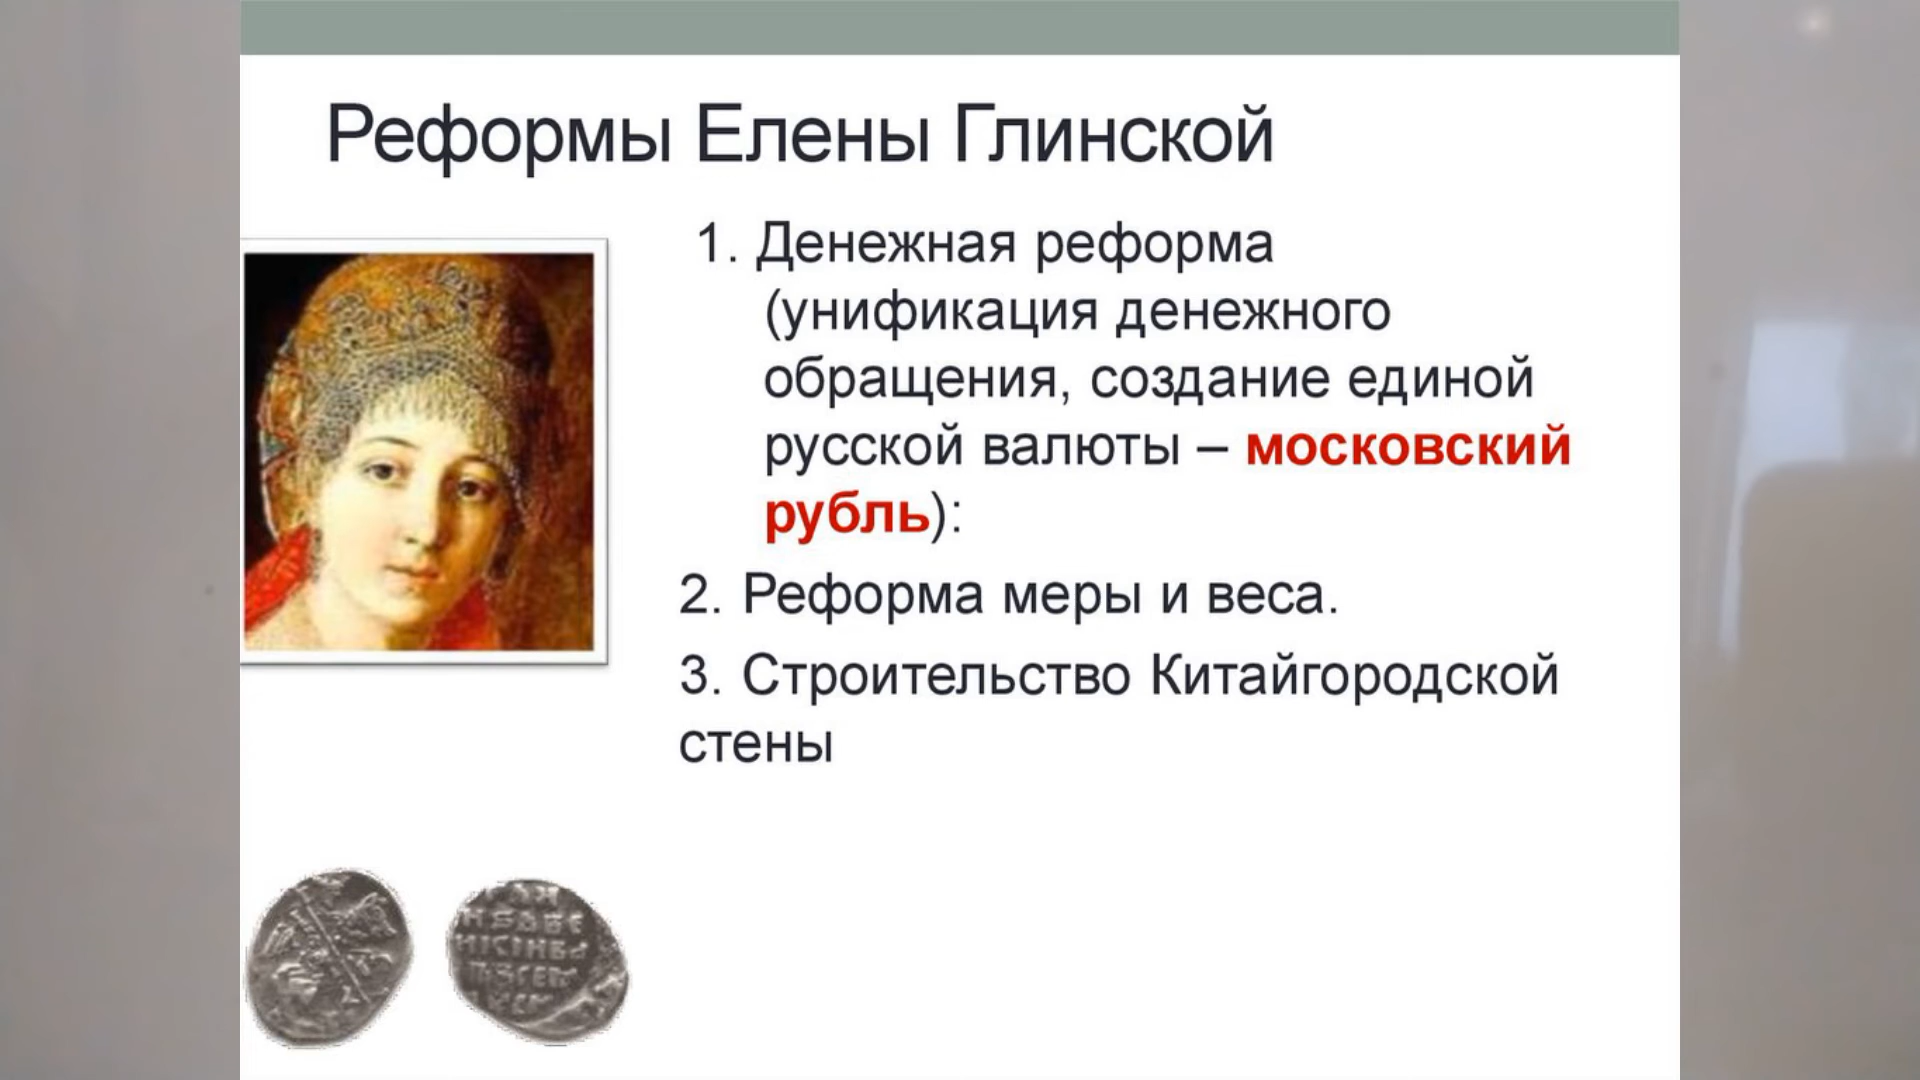 Реформы Елены Глинской
1. Денежная реформа
(унификация денежного
обращения, создание единой
русской валюты – московский
рубль):
2. Реформа меры и веса.
3. Строительство Китайгородской
стены